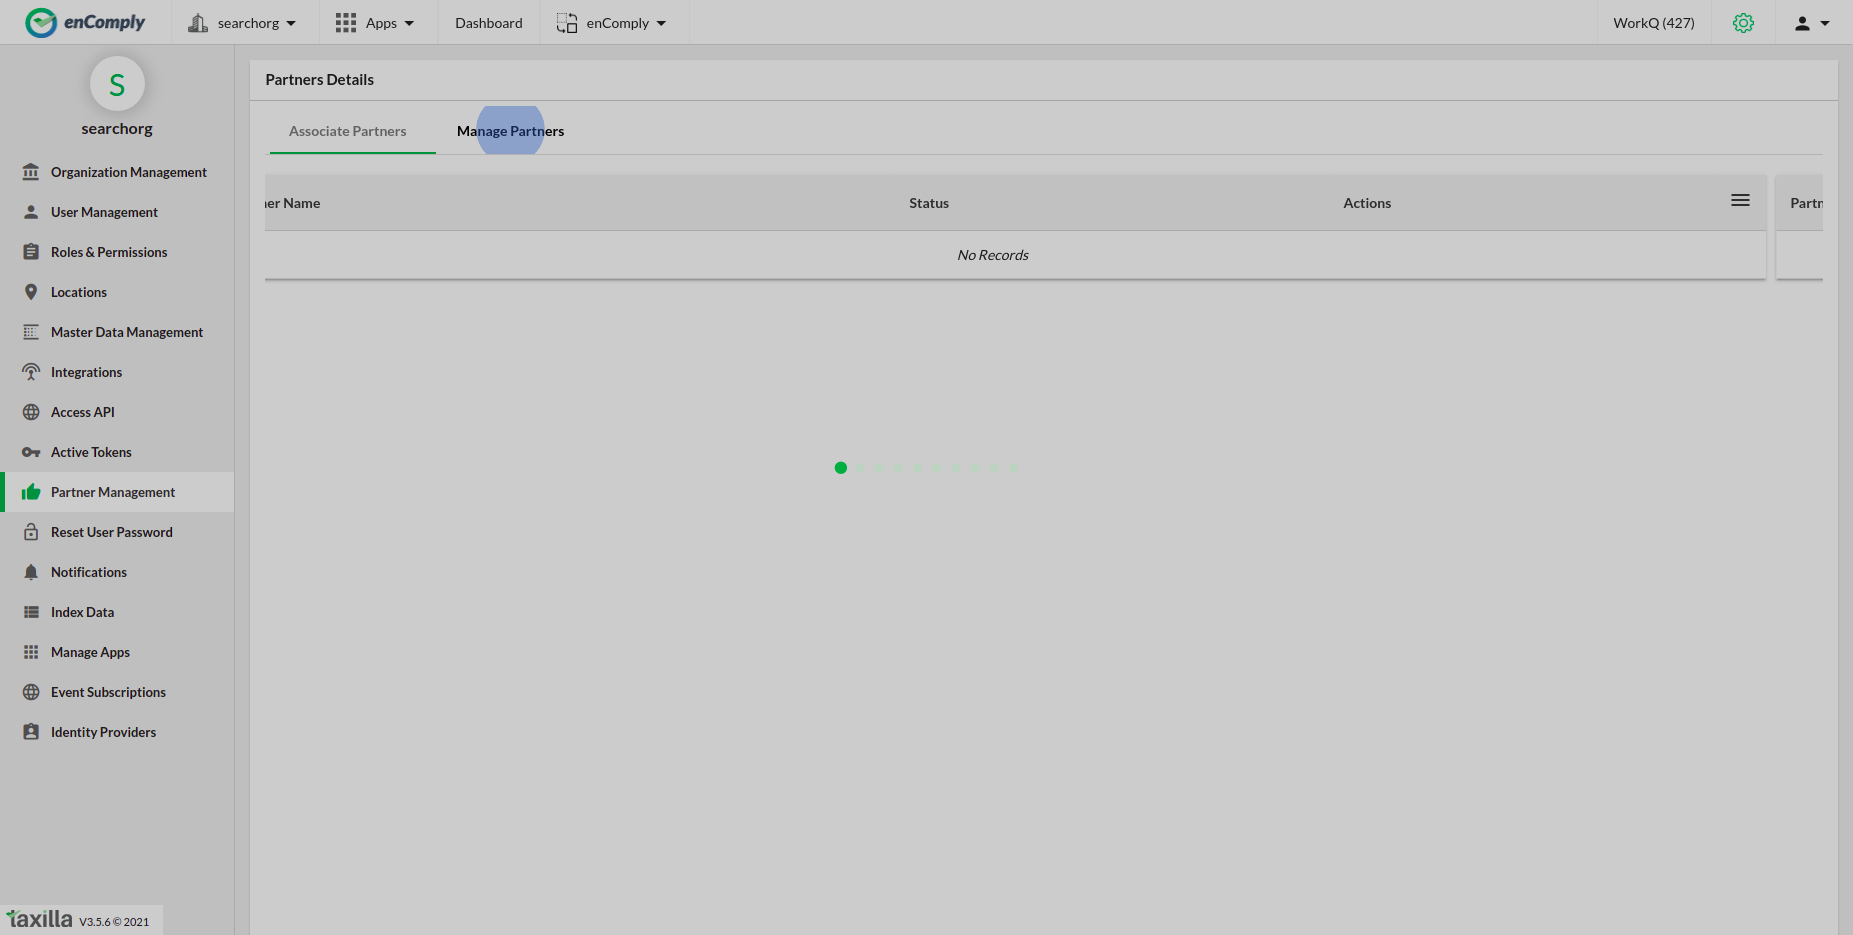 enComply
searchorg
Apps
Dashboard
enComply
WorkQ (427)
S
searchorg
Organization Management
User Management
Roles & Permissions
Locations
Master Data Management
Integrations
Access API
Active Tokens
Partner Management
Reset User Password
Notifications
Index Data
Manage Apps
Event Subscriptions
Identity Providers
taxilla V3.5.6 © 2021
Partners Details
Associate Partners
Manage Partners
er Name
Status
Actions
Partn
No Records